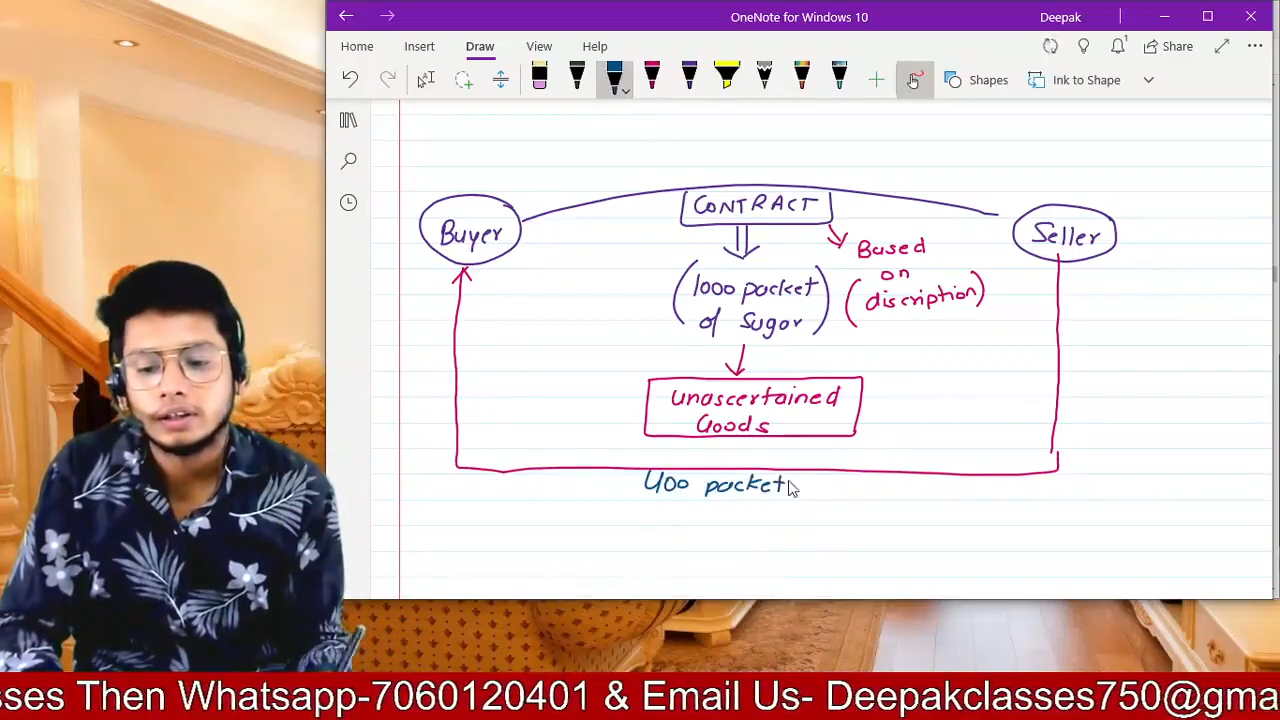 OneNote for Windows 10
Deepak
Home Insert Draw View Help
Share
Shapes
Ink to Shape
Buyer
CONTRACT
Seller
Based
on
(discription)
(1000 packet
of Sugar)
unascertained
Goods
400 packet
sses Then Whatsapp-7060120401 & Email Us- Deepakclasses750@gma